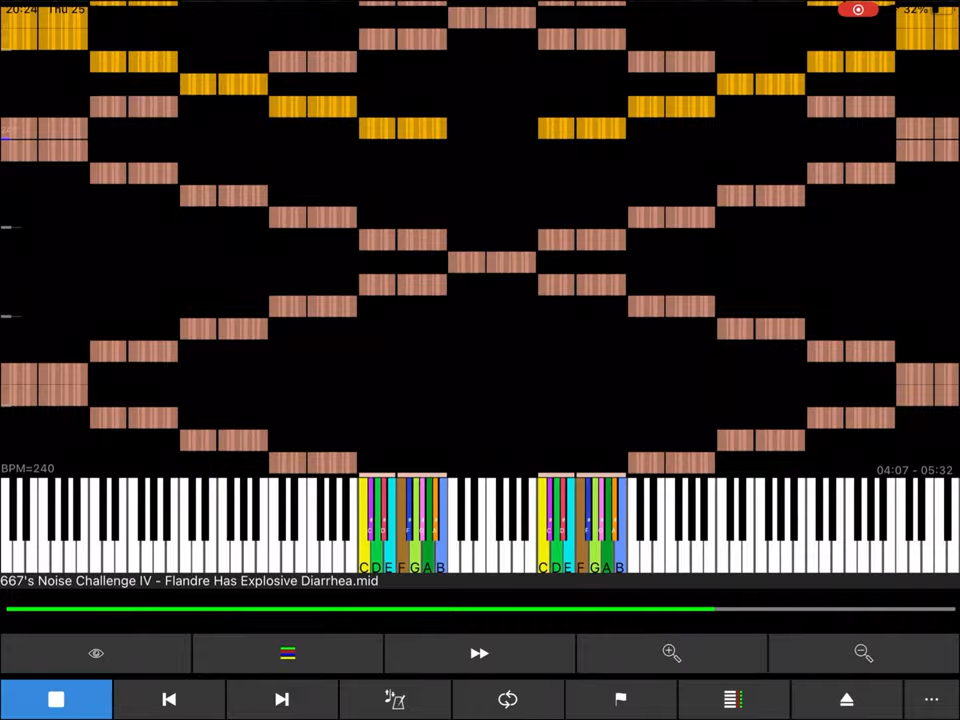 20:24 Thu 25
32%
BPM=240
04:07 - 05:32
C D E F G A B
C D E F G A B
667's Noise Challenge IV - Flandre Has Explosive Diarrhea.mid